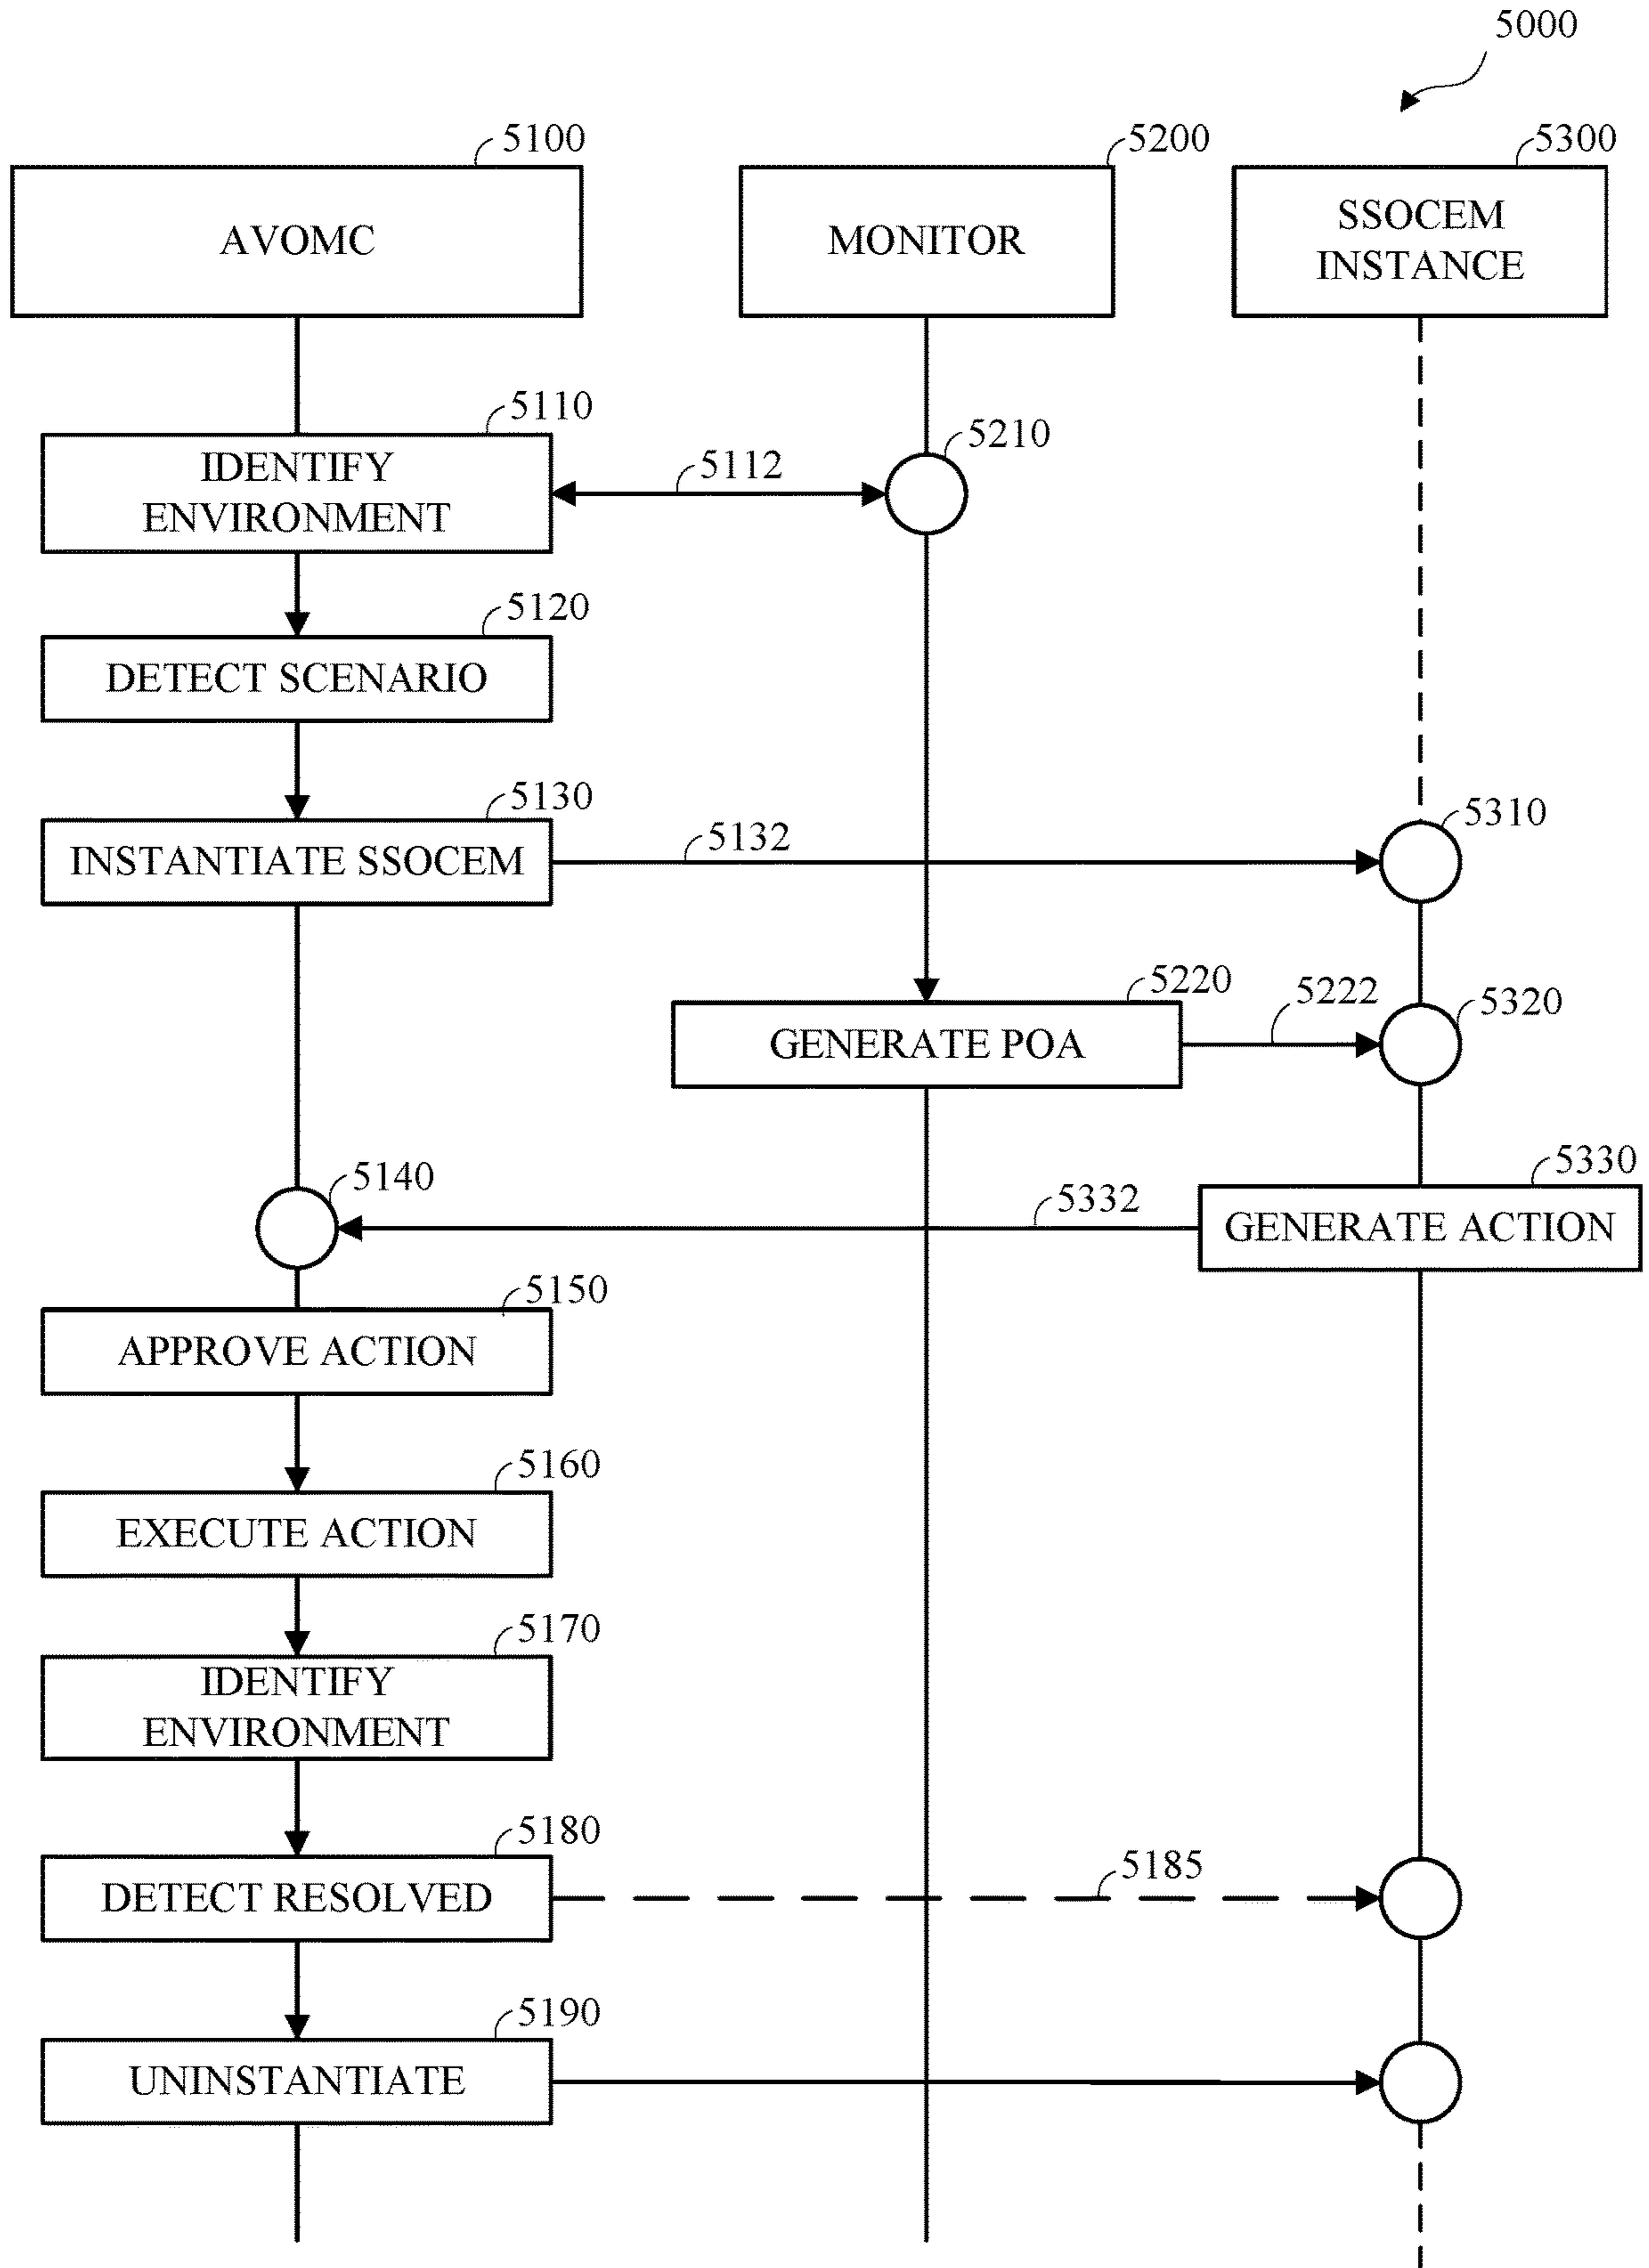 5000
5100
5200
5300
AVOMC
MONITOR
SSOCEM
INSTANCE
5110
IDENTIFY
ENVIRONMENT
5112
5210
5120
DETECT SCENARIO
5130
INSTANTIATE SSOCEM
5132
5310
5220
GENERATE POA
5222
5320
5140
5332
5330
GENERATE ACTION
5150
APPROVE ACTION
5160
EXECUTE ACTION
5170
IDENTIFY
ENVIRONMENT
5180
DETECT RESOLVED
5185
5190
UNINSTANTIATE